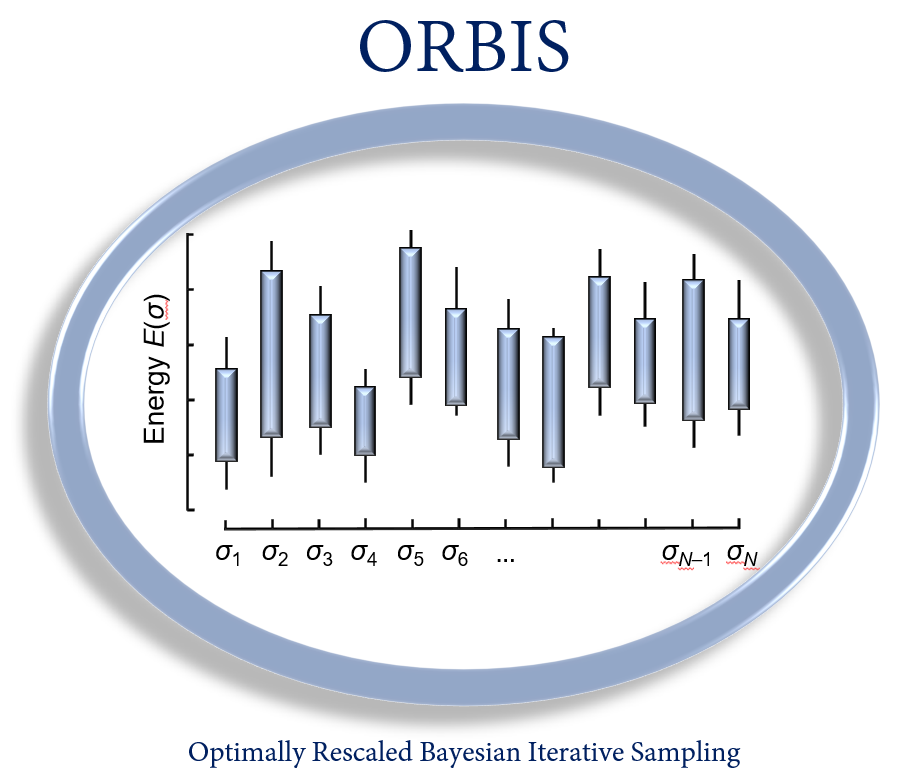 ORBIS
Energy E(σ)
σ1 σ2 σ3 σ4 σ5 σ6 ... σN–1 σN
Optimally Rescaled Bayesian Iterative Sampling